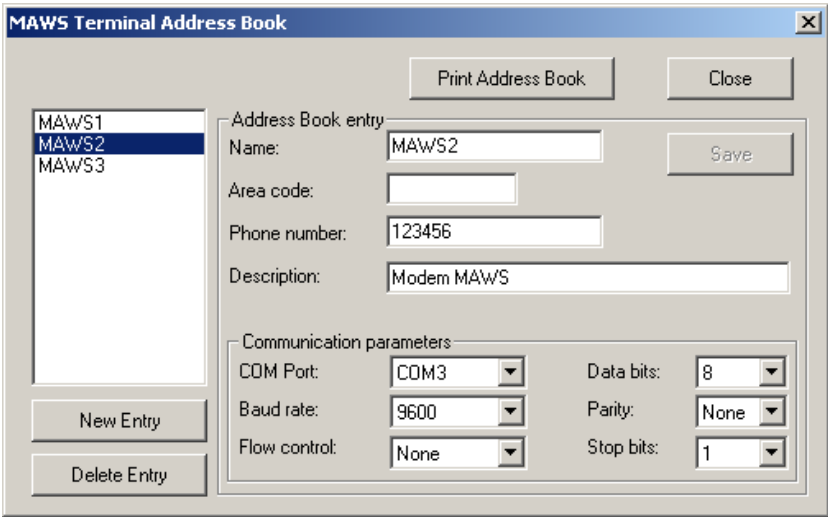 MAWS Terminal Address Book
Print Address Book
Close
MAWS1
MAWS2
MAWS3
New Entry
Delete Entry
Address Book entry
Name: MAWS2
Save
Area code:
Phone number: 123456
Description: Modem MAWS
Communication parameters
COM Port: COM3 Data bits: 8
Baud rate: 9600 Parity: None
Flow control: None Stop bits: 1